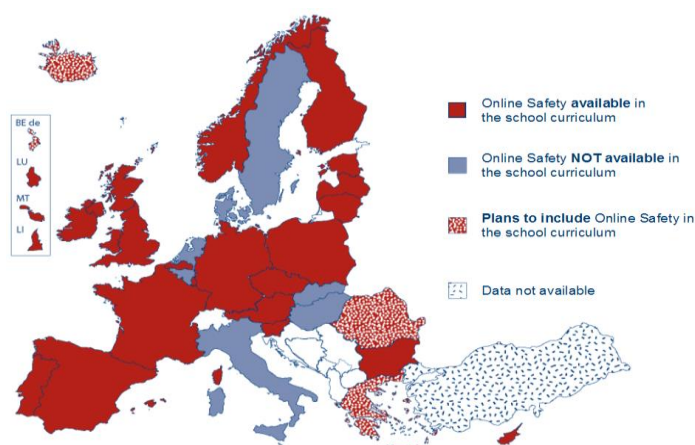 BE de
LU
MT
LI
Online Safety available in
the school curriculum
Online Safety NOT available in
the school curriculum
Plans to include Online Safety in
the school curriculum
Data not available